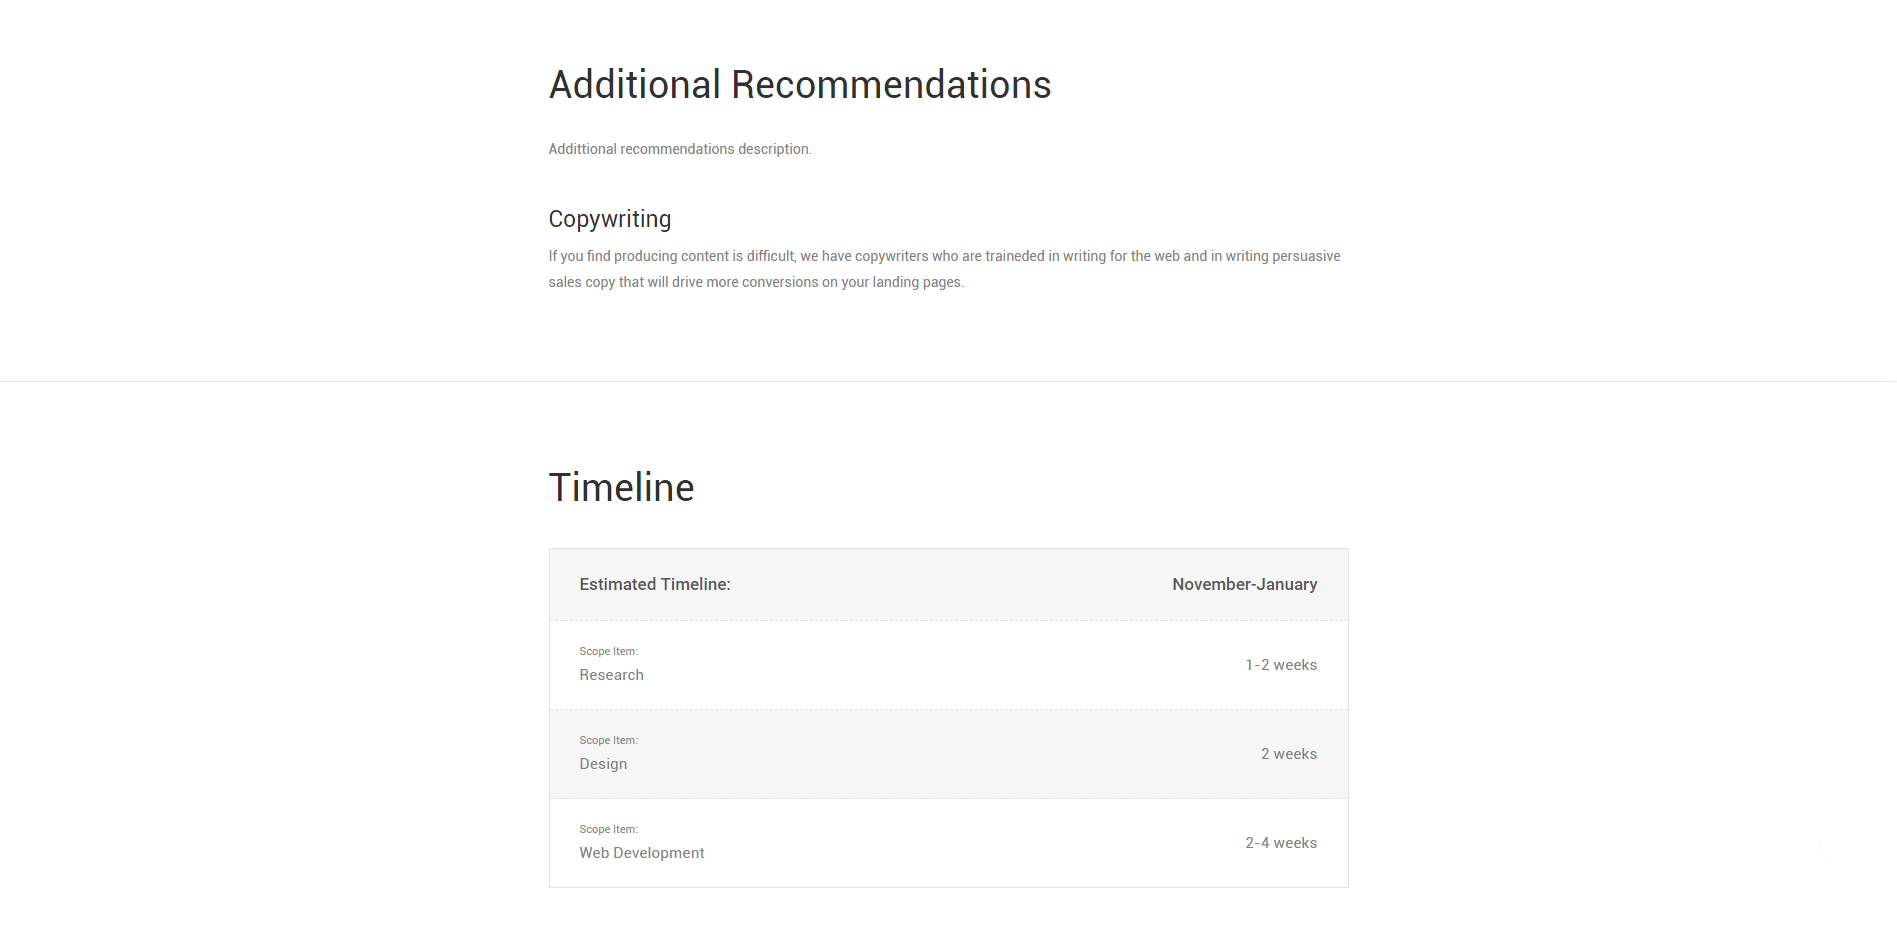 Additional Recommendations
Addittional recommendations description.
Copywriting
If you find producing content is difficult, we have copywriters who are traineded in writing for the web and in writing persuasive
sales copy that will drive more conversions on your landing pages.
Timeline
Estimated Timeline: November-January
Scope Item:
Research
1-2 weeks
Scope Item:
Design
2 weeks
Scope Item:
Web Development
2-4 weeks